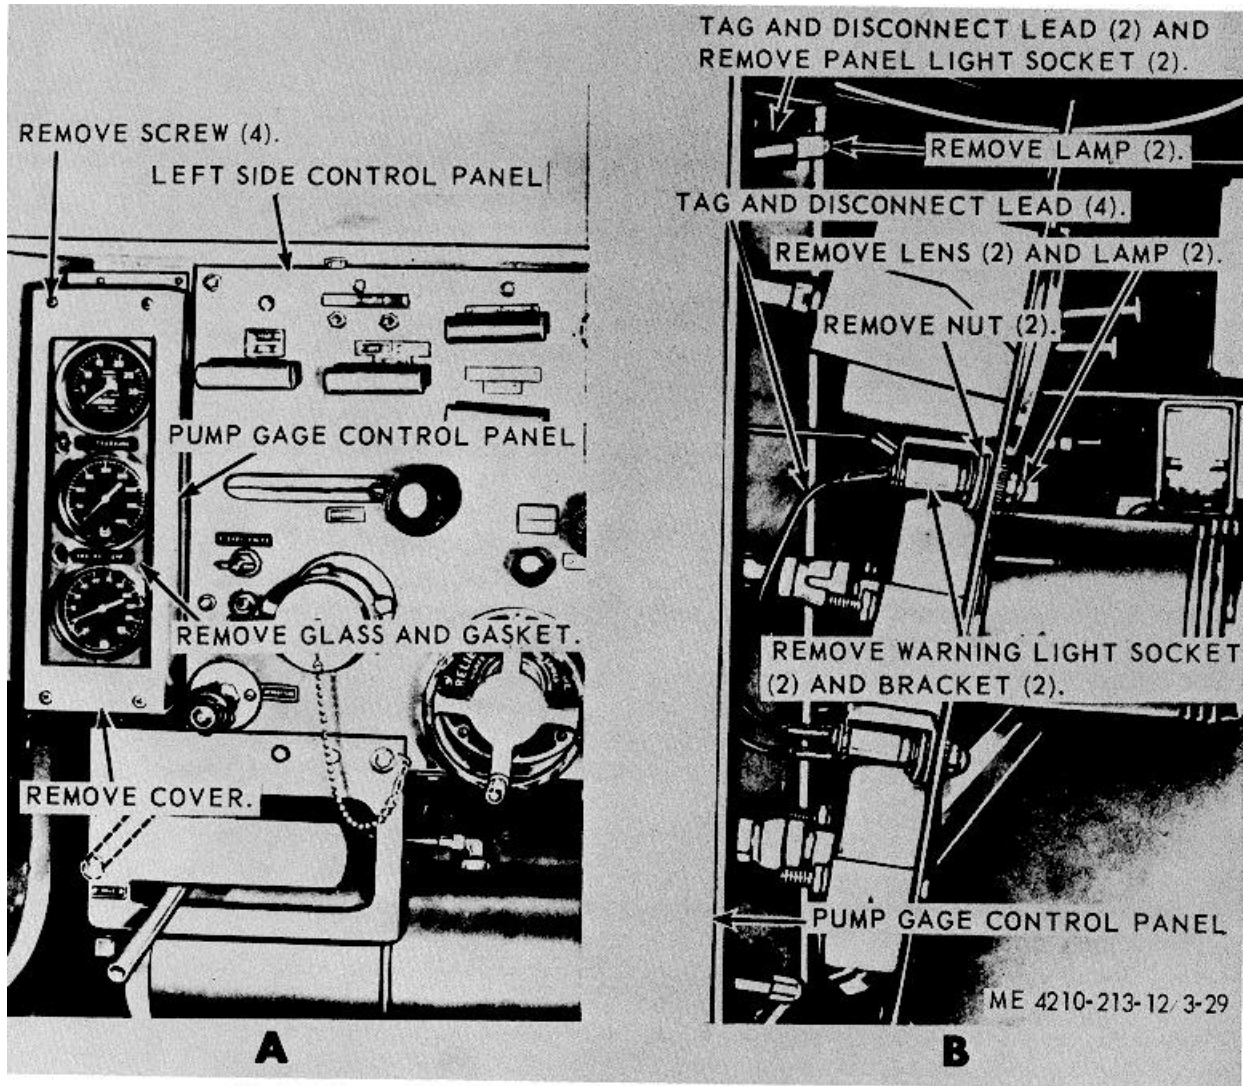 TAG AND DISCONNECT LEAD (2) AND
REMOVE PANEL LIGHT SOCKET (2).
REMOVE SCREW (4).
LEFT SIDE CONTROL PANEL
PUMP GAGE CONTROL PANEL
REMOVE GLASS AND GASKET.
REMOVE COVER.
A
REMOVE LAMP (2).
TAG AND DISCONNECT LEAD (4).
REMOVE LENS (2) AND LAMP (2).
REMOVE NUT (2).
REMOVE WARNING LIGHT SOCKET
(2) AND BRACKET (2).
PUMP GAGE CONTROL PANEL
ME 4210-213-12/3-29
B